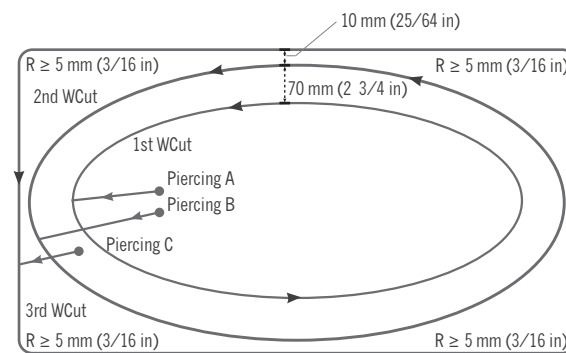 10 mm (25/64 in)
R ≥ 5 mm (3/16 in)
R ≥ 5 mm (3/16 in)
2nd WCut
70 mm (2 3/4 in)
1st WCut
Piercing A
Piercing B
Piercing C
3rd WCut
R ≥ 5 mm (3/16 in)
R ≥ 5 mm (3/16 in)